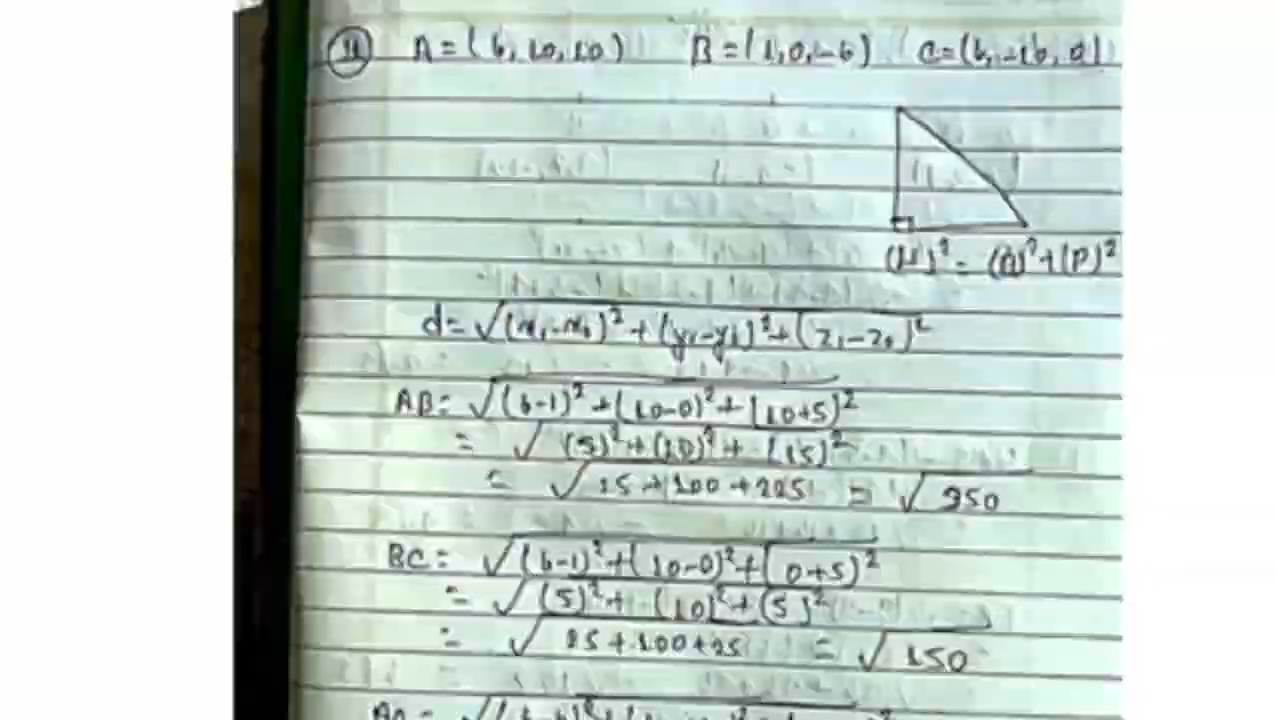 11 A = (6, 10, 10) B = (1, 0, -6) C = (6, -10, 0)
(H)² = (B)² + (P)²
d = √(x₁-x₂)² + (y₁-y₂)² + (z₁-z₂)²
AB = √(6-1)² + (10-0)² + (10+5)²
= √(5)² + (10)² + (15)²
= √25 + 100 + 225 = √350
BC = √(6-1)² + (10-0)² + (0+5)²
= √(5)² + (10)² + (5)²
= √25 + 100 + 25 = √150